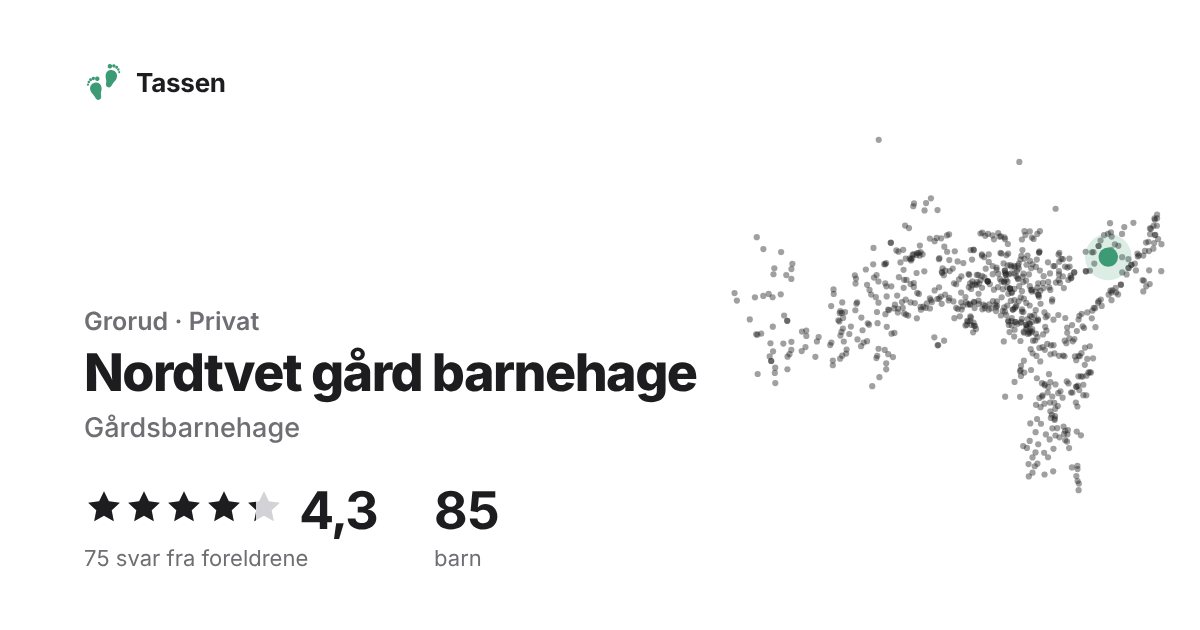 Tassen
Grorud · Privat
Nordtvet gård barnehage
Gårdsbarnehage
4,3
85
75 svar fra foreldrene
barn